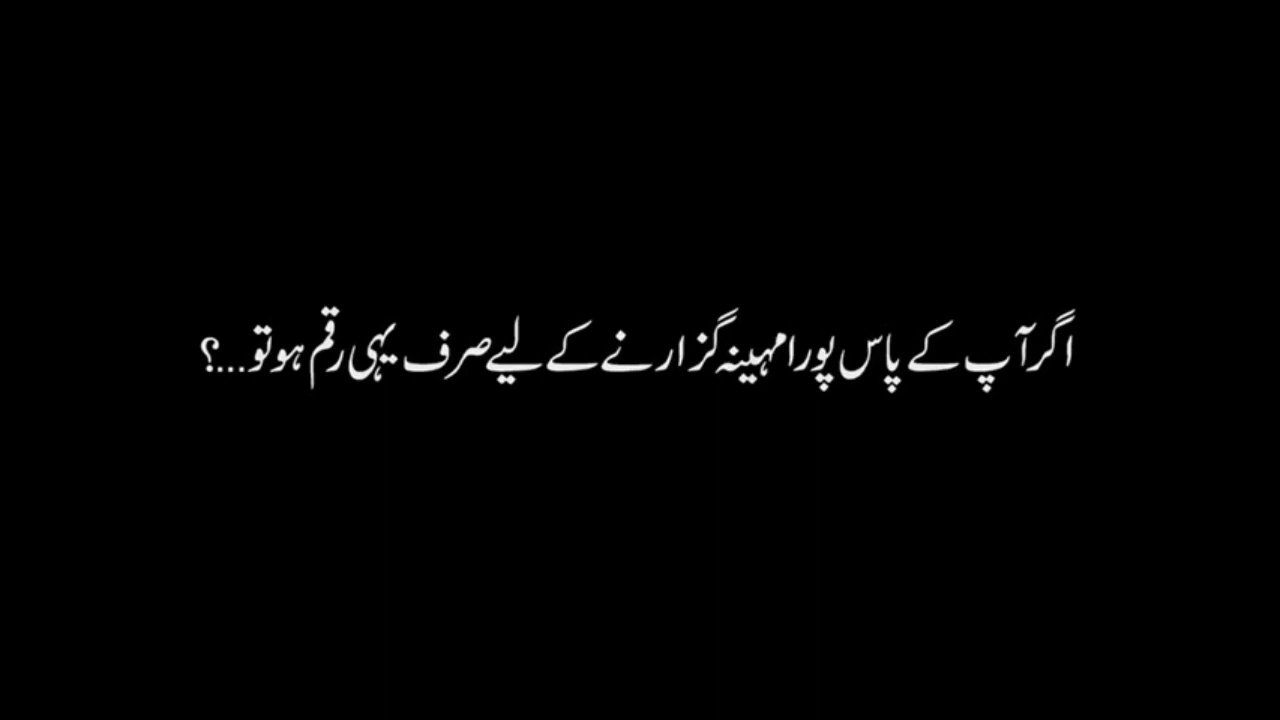 اگر آپ کے پاس پورا مہینہ گزارنے کے لیے صرف یہی رقم ہو تو...؟